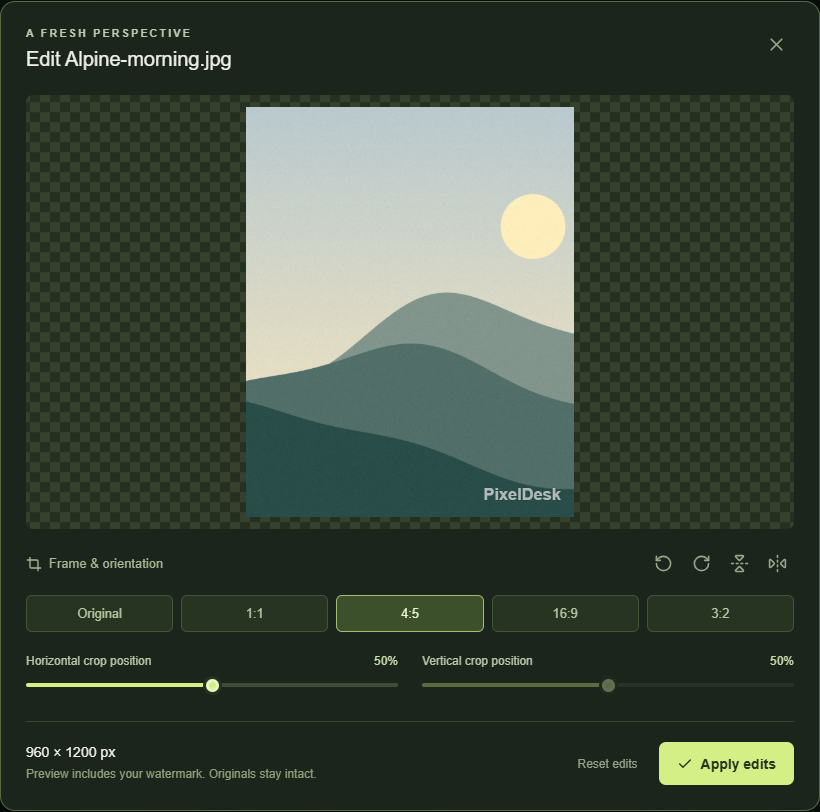 A FRESH PERSPECTIVE
Edit Alpine-morning.jpg
PixelDesk
Frame & orientation
Original
1:1
4:5
16:9
3:2
Horizontal crop position 50%
Vertical crop position 50%
960 × 1200 px
Preview includes your watermark. Originals stay intact.
Reset edits
Apply edits